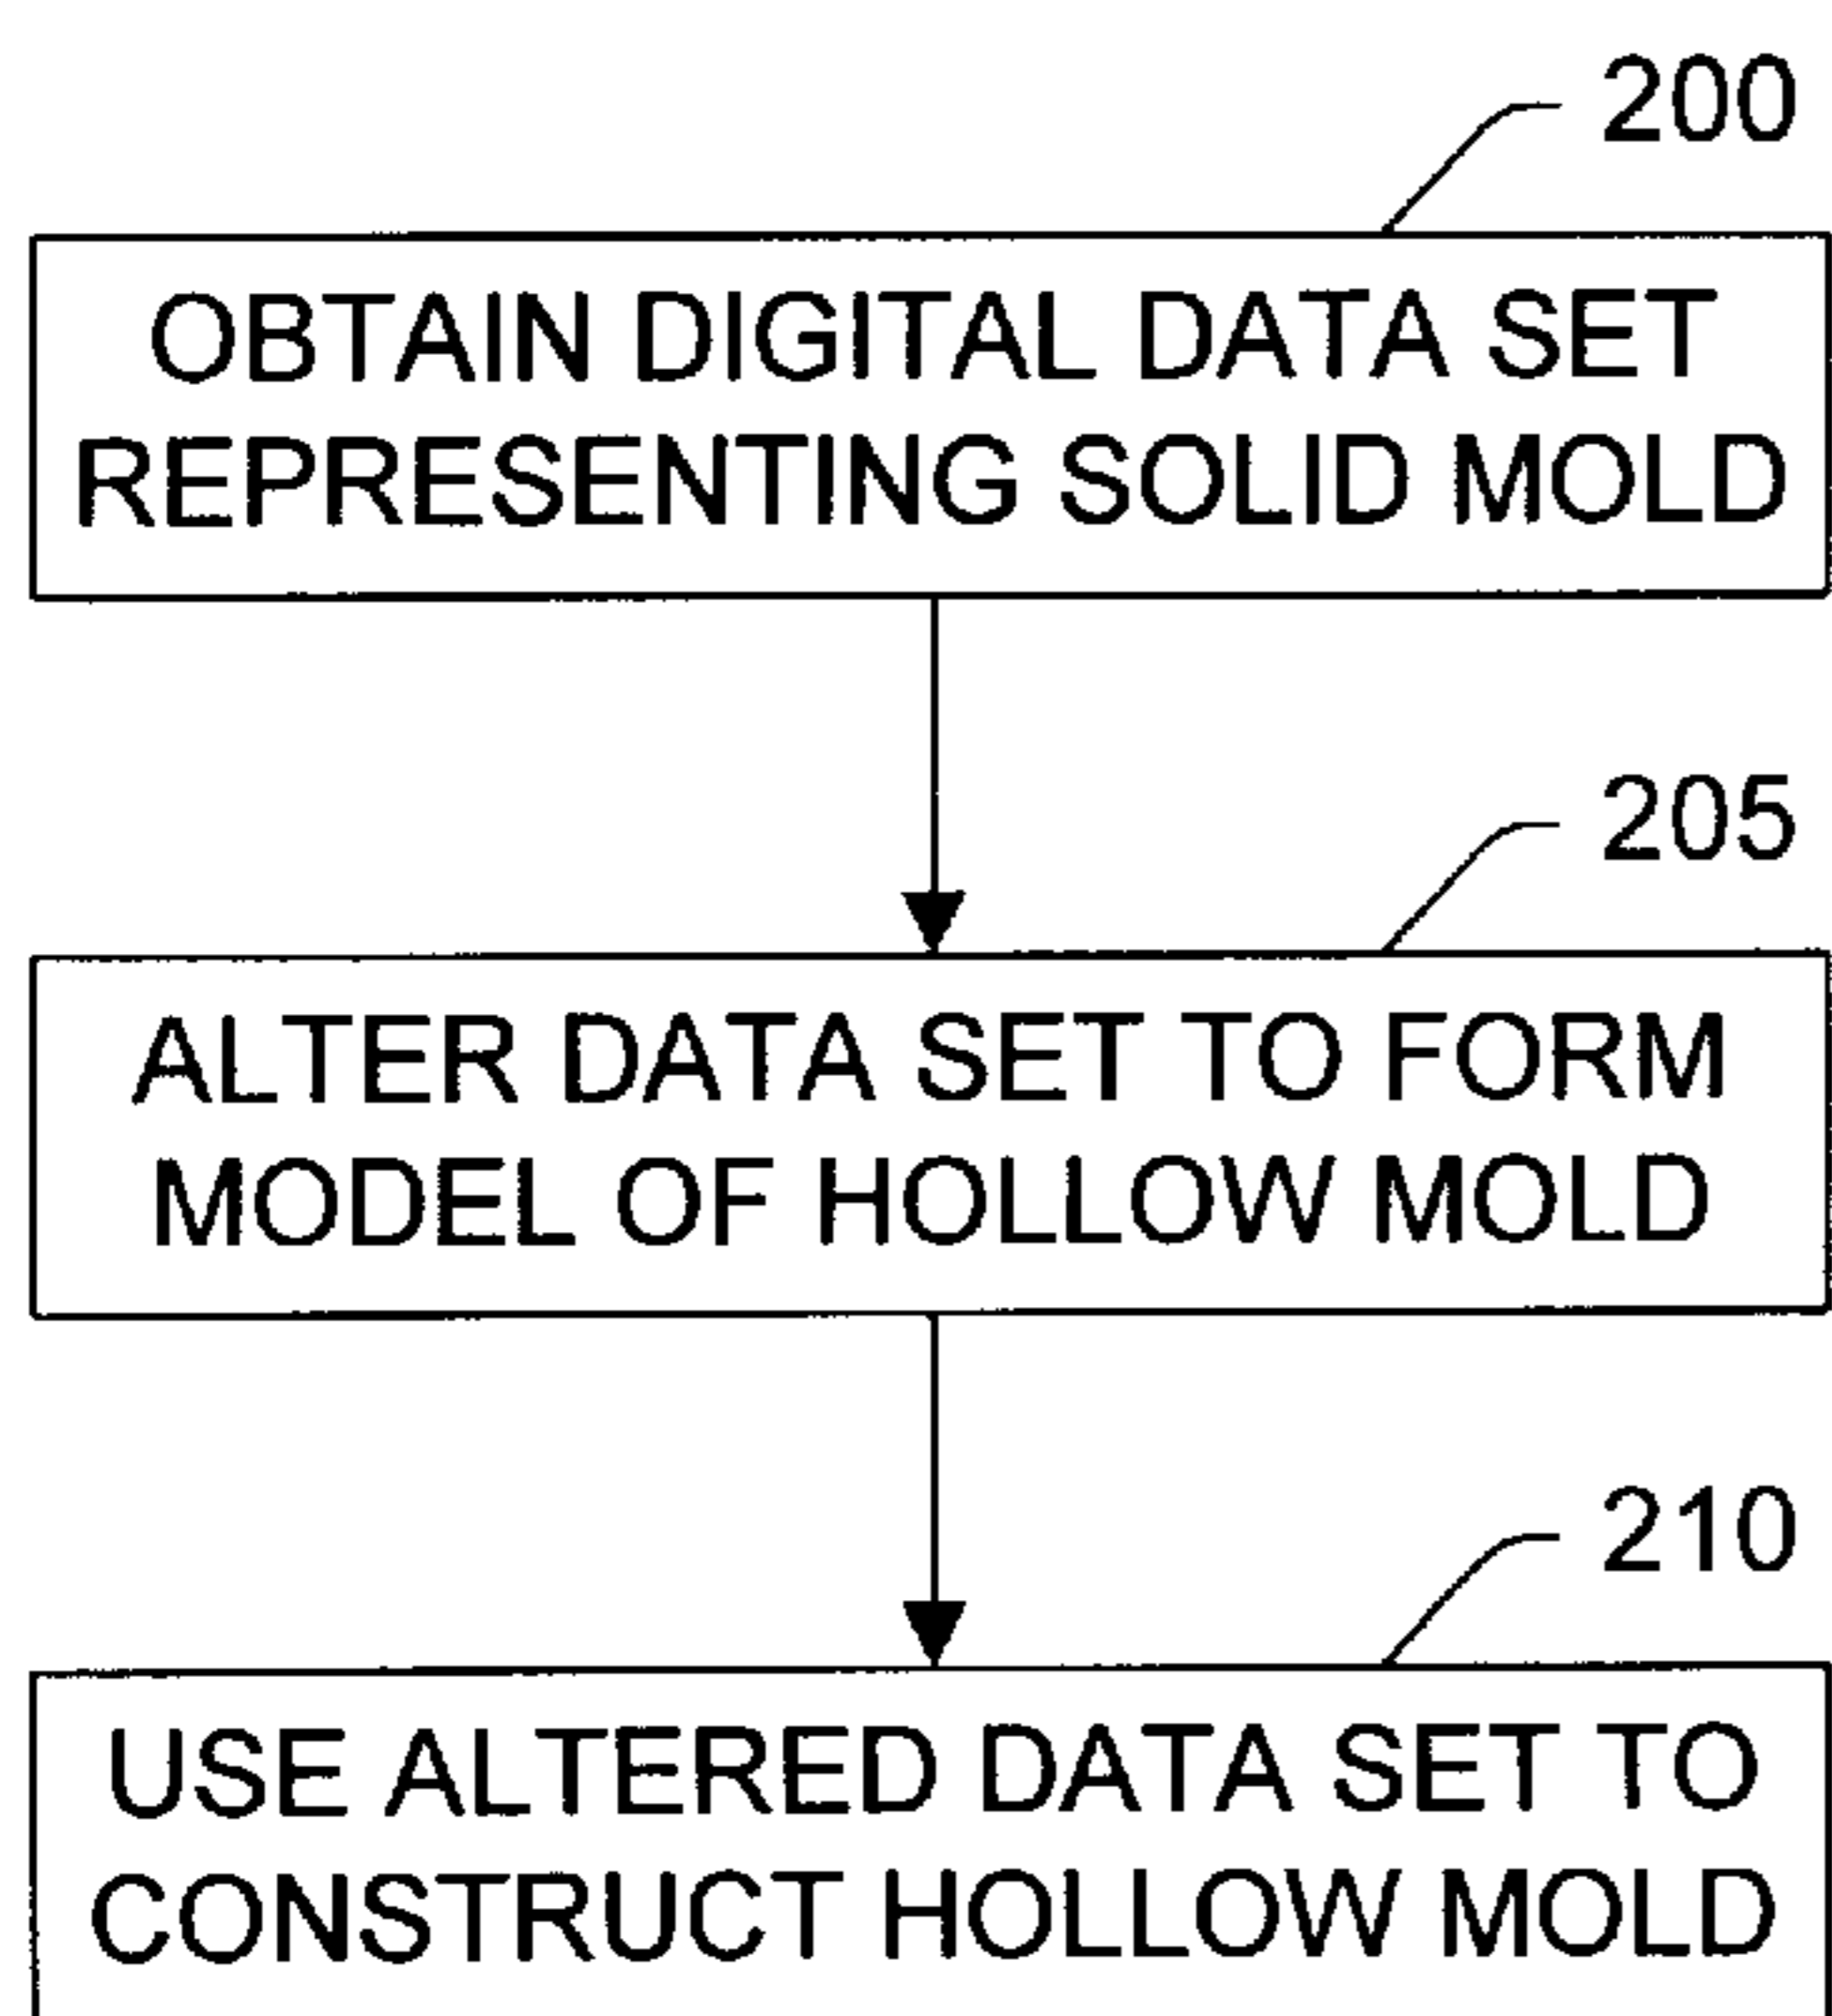 200
OBTAIN DIGITAL DATA SET
REPRESENTING SOLID MOLD
205
ALTER DATA SET TO FORM
MODEL OF HOLLOW MOLD
210
USE ALTERED DATA SET TO
CONSTRUCT HOLLOW MOLD